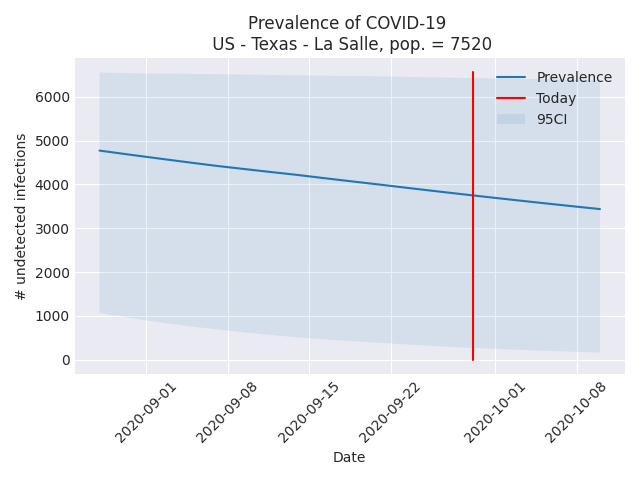 Prevalence of COVID-19
US - Texas - La Salle, pop. = 7520
Prevalence
Today
95CI
6000
5000
4000
3000
2000
1000
0
# undetected infections
2020-09-01
2020-09-08
2020-09-15
2020-09-22
2020-10-01
2020-10-08
Date